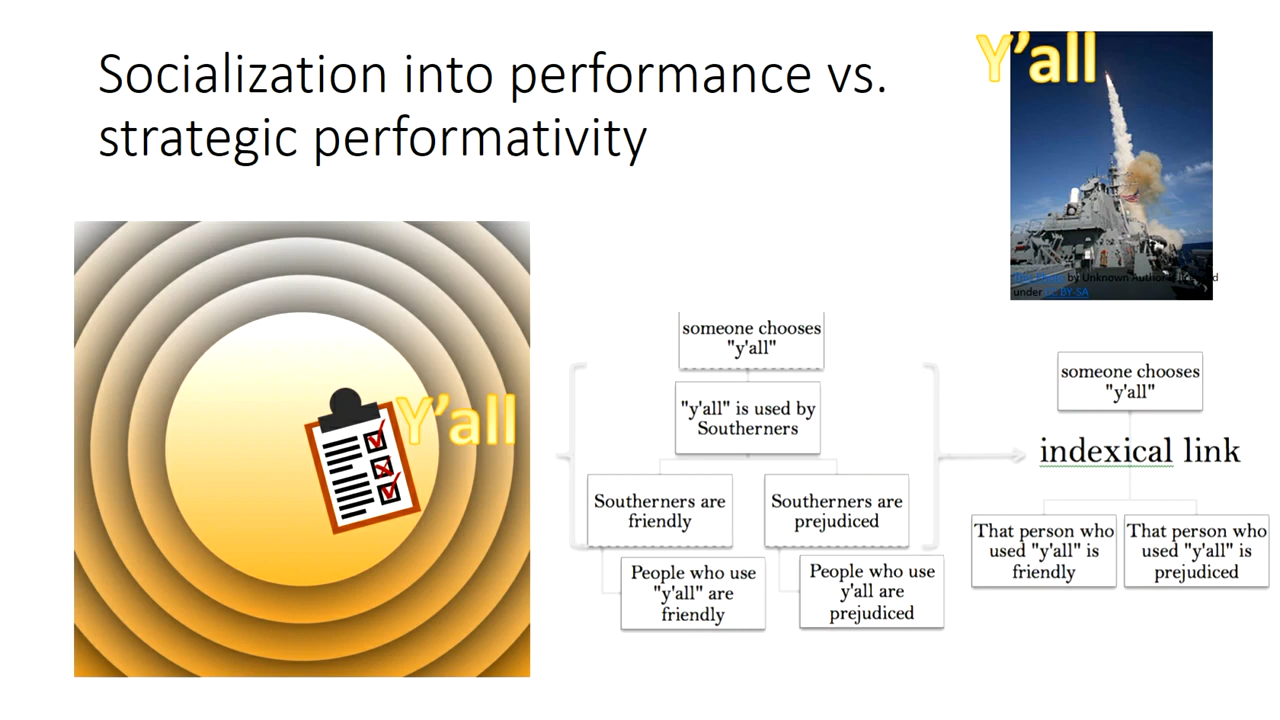 Socialization into performance vs.
strategic performativity
Y'all
by Unknown Author
under CC BY-SA
Y'all
someone chooses
"y'all"
"y'all" is used by
Southerners
Southerners are
friendly
Southerners are
prejudiced
People who use
"y'all" are
friendly
People who use
y'all are
prejudiced
someone chooses
"y'all"
indexical link
That person who
used "y'all" is
friendly
That person who
used "y'all" is
prejudiced